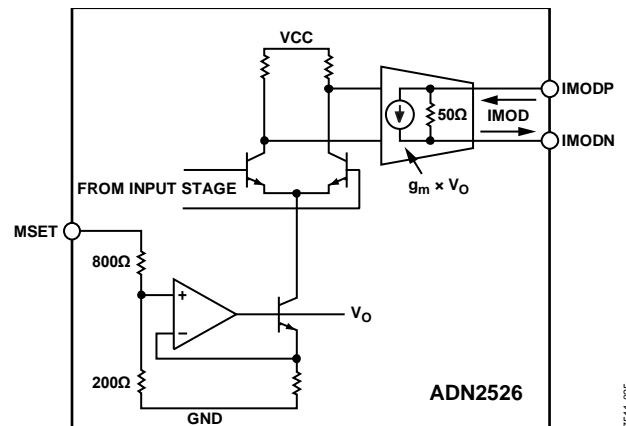 VCC
IMODP
50Ω
IMOD
IMODN
FROM INPUT STAGE
gm × VO
MSET
800Ω
+
VO
–
200Ω
ADN2526
GND